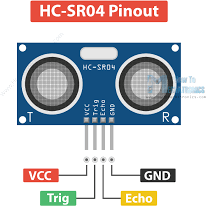 HC-SR04 Pinout
HC-SR04
T
R
VCC
Trig
Echo
GND
VCC
GND
Trig
Echo